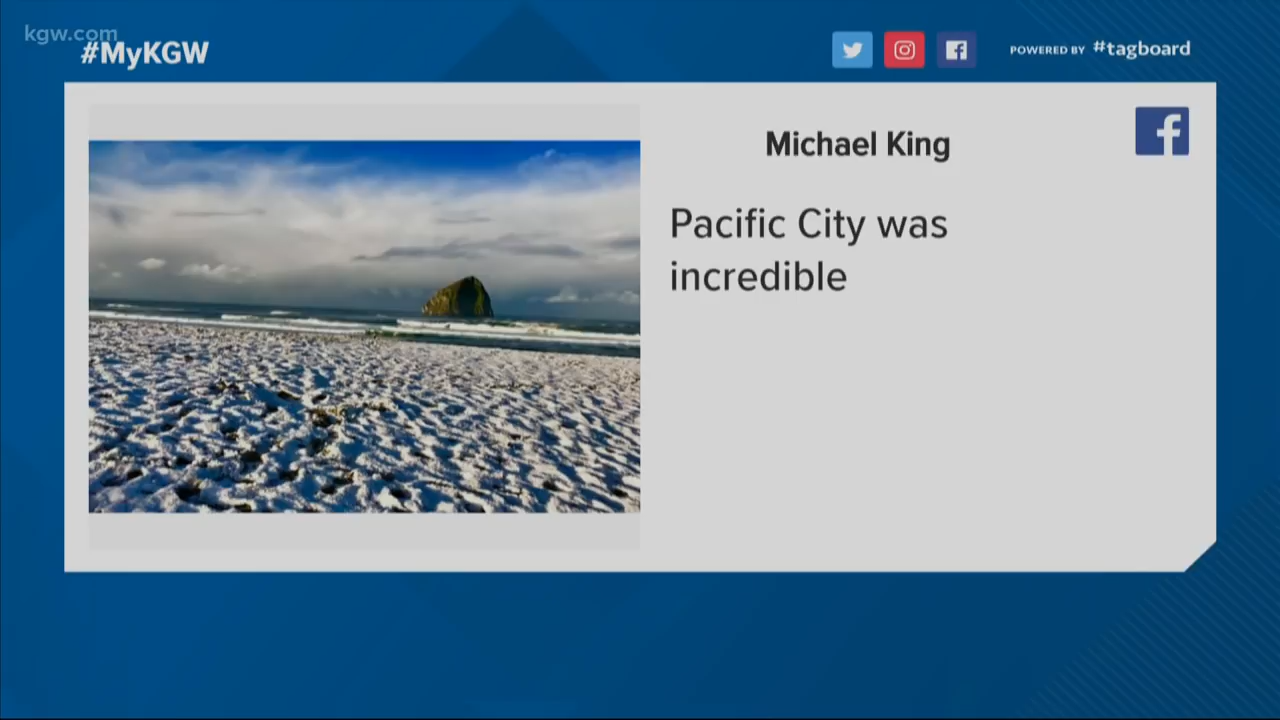 kgw.com
#MyKGW
POWERED BY #tagboard
Michael King
Pacific City was
incredible